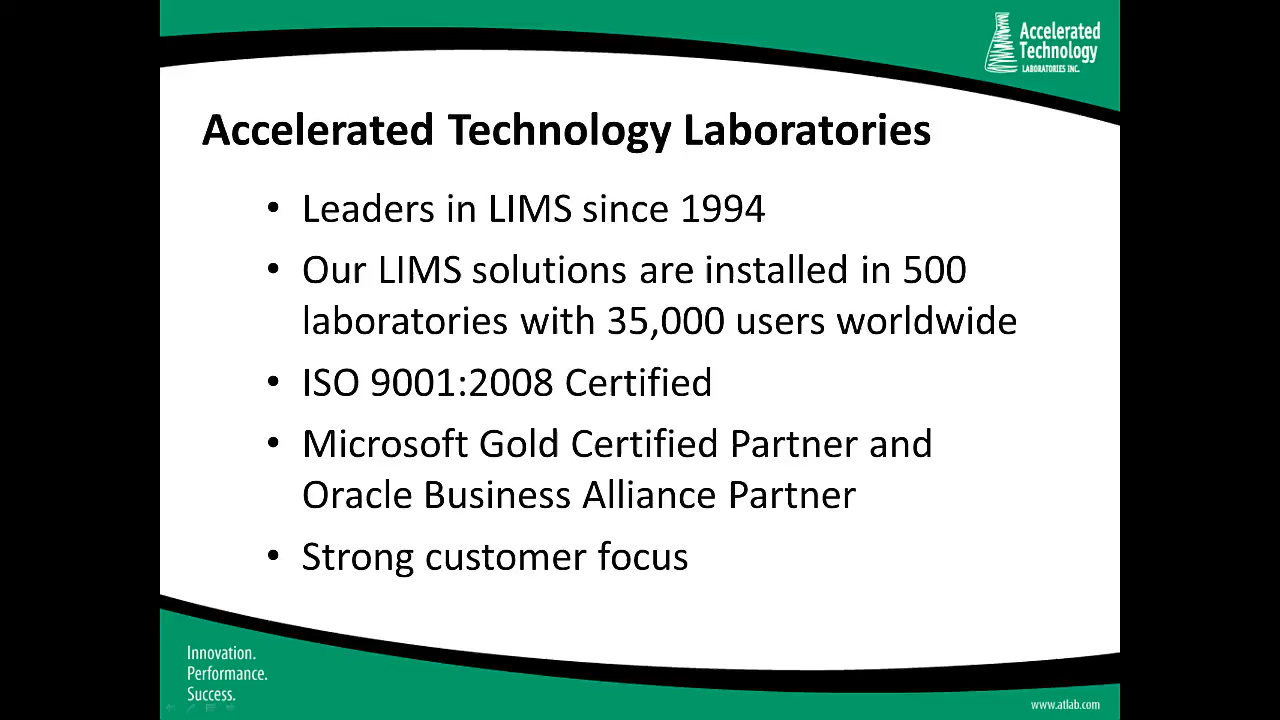 Accelerated
Technology
LABORATORIES INC.
Accelerated Technology Laboratories
• Leaders in LIMS since 1994
• Our LIMS solutions are installed in 500
laboratories with 35,000 users worldwide
• ISO 9001:2008 Certified
• Microsoft Gold Certified Partner and
Oracle Business Alliance Partner
• Strong customer focus
Innovation.
Performance.
Success.
www.atlab.com